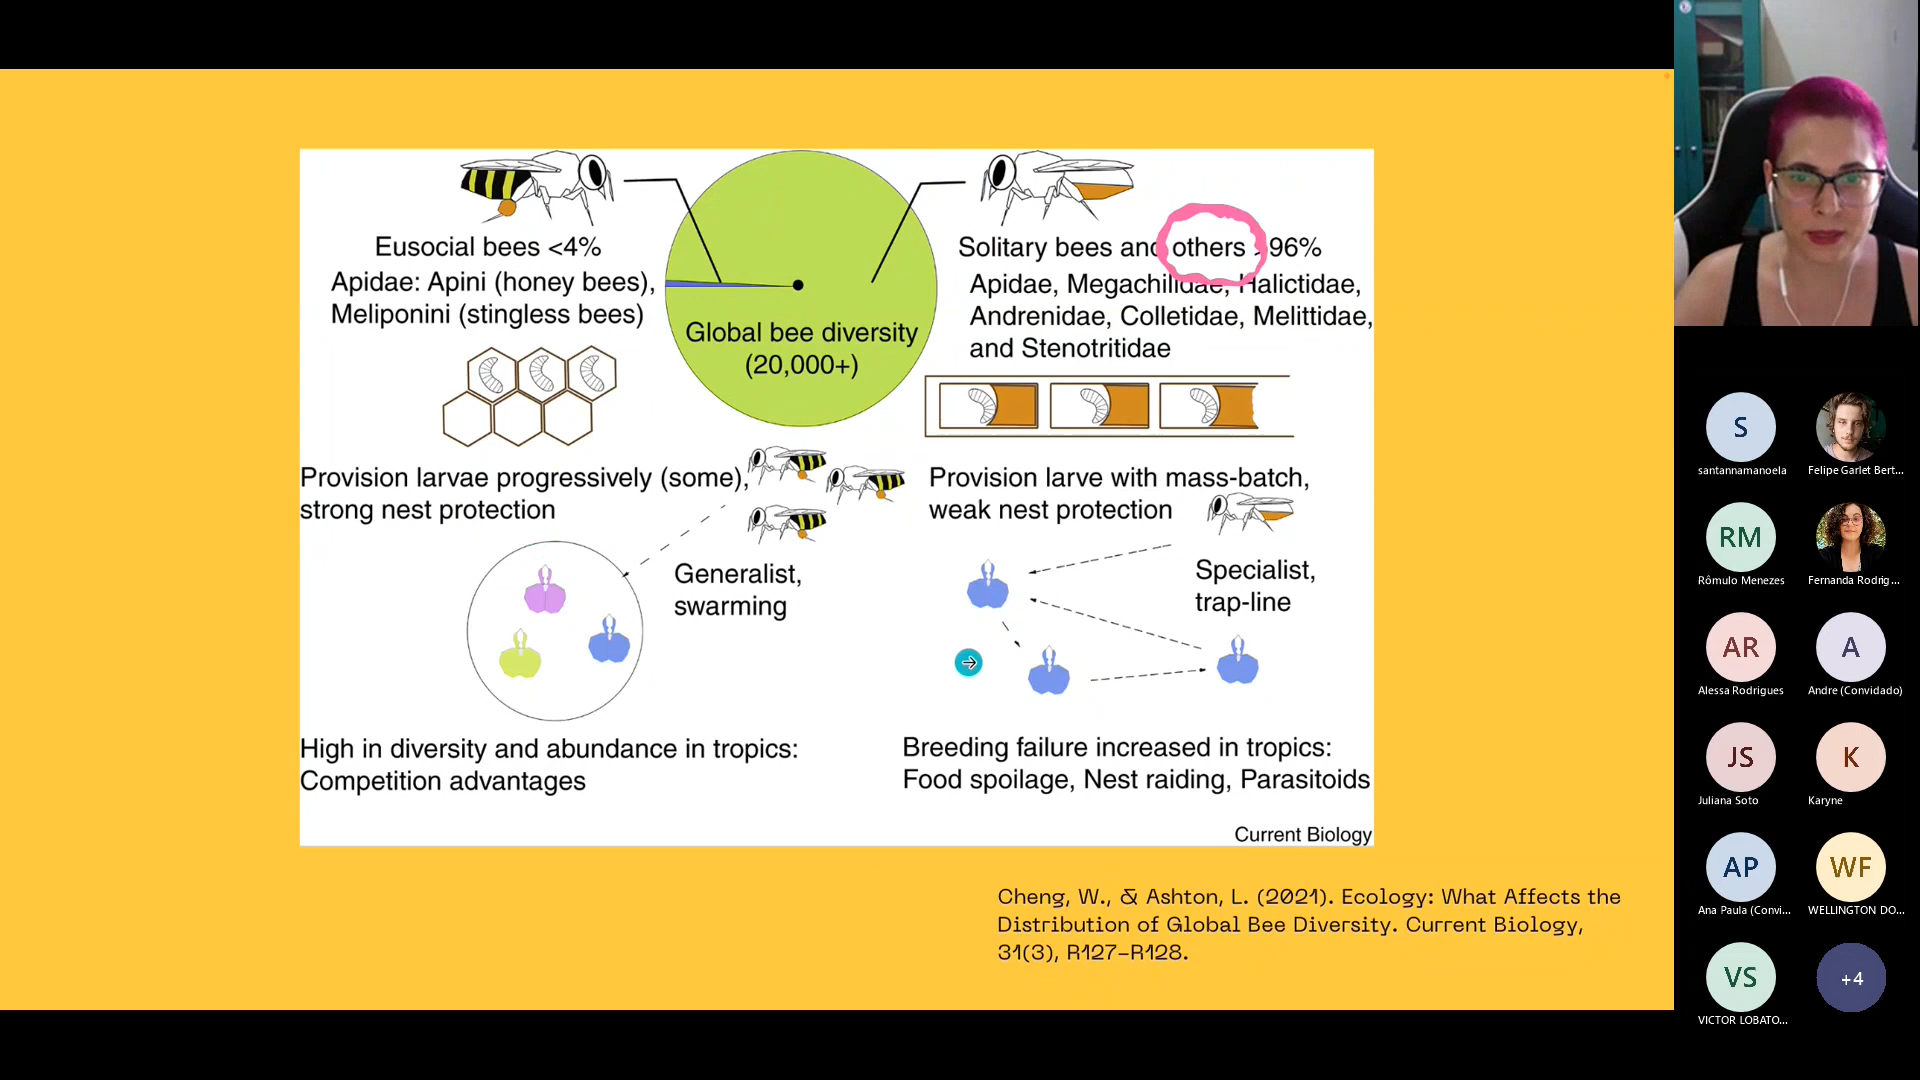 Eusocial bees <4%
Apidae: Apini (honey bees),
Meliponini (stingless bees)
Global bee diversity
(20,000+)
Solitary bees and others >96%
Apidae, Megachilidae, Halictidae,
Andrenidae, Colletidae, Melittidae,
and Stenotritidae
Provision larvae progressively (some),
strong nest protection
Provision larve with mass-batch,
weak nest protection
Generalist,
swarming
Specialist,
trap-line
High in diversity and abundance in tropics:
Competition advantages
Breeding failure increased in tropics:
Food spoilage, Nest raiding, Parasitoids
Current Biology
Cheng, W., & Ashton, L. (2021). Ecology: What Affects the
Distribution of Global Bee Diversity. Current Biology,
31(3), R127–R128.
S
santannamanoela
Felipe Garlet Bert...
RM
Rômulo Menezes
Fernanda Rodrig...
AR
Alessa Rodrigues
A
Andre (Convidado)
JS
Juliana Soto
K
Karyne
AP
Ana Paula (Convi...
WF
WELLINGTON DO...
VS
VICTOR LOBATO...
+4